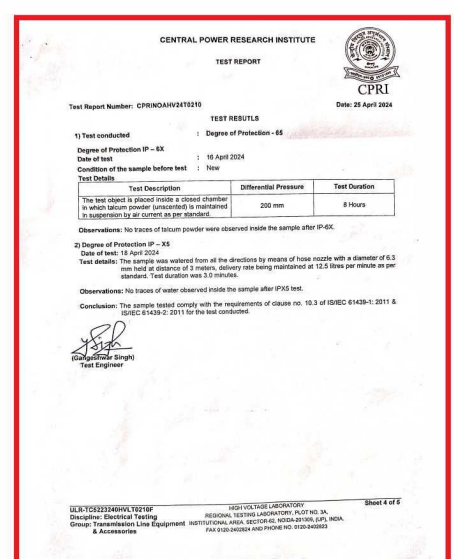 CENTRAL POWER RESEARCH INSTITUTE
TEST REPORT
CPRI
Test Report Number: CPRINOAHV24T0210
Date: 25 April 2024
TEST RESUTLS
1) Test conducted : Degree of Protection - 65
Degree of Protection IP – 6X
Date of test : 16 April 2024
Condition of the sample before test : New
Test Details
Test Description Differential Pressure Test Duration
The test object is placed inside a closed chamber
in which talcum powder (unscented) is maintained
in suspension by air current as per standard.
200 mm 8 Hours
Observations: No traces of talcum powder were observed inside the sample after IP-6X.
2) Degree of Protection IP – X5
Date of test: 18 April 2024
Test details: The sample was watered from all the directions by means of hose nozzle with a diameter of 6.3
mm held at distance of 3 meters, delivery rate being maintained at 12.5 litres per minute as per
standard. Test duration was 3.0 minutes.
Observations: No traces of water observed inside the sample after IPX5 test.
Conclusion: The sample tested comply with the requirements of clause no. 10.3 of IS/IEC 61439-1: 2011 &
IS/IEC 61439-2: 2011 for the test conducted.
(Gangeshwar Singh)
Test Engineer
ULR-TC5223240HVLT0210F
Discipline: Electrical Testing
Group: Transmission Line Equipment
& Accessories
HIGH VOLTAGE LABORATORY
REGIONAL TESTING LABORATORY, PLOT NO. 3A,
INSTITUTIONAL AREA, SECTOR-62, NOIDA-201309, (UP), INDIA.
FAX 0120-2402824 AND PHONE NO. 0120-2402823
Sheet 4 of 5